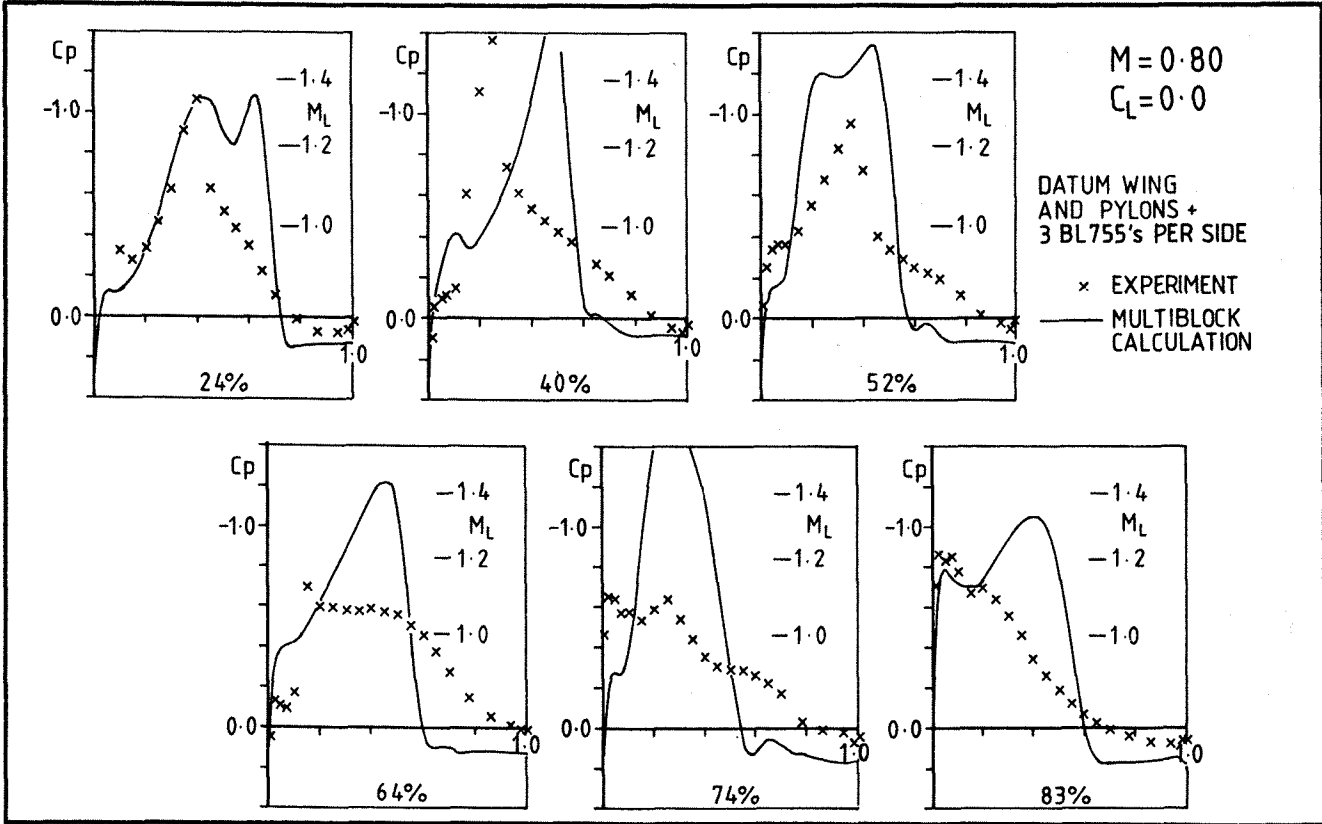 Cp
-1.0
0.0
-1.4
M_L
-1.2
-1.0
1.0
24%
Cp
-1.0
0.0
-1.4
M_L
-1.2
-1.0
1.0
40%
Cp
-1.0
0.0
-1.4
M_L
-1.2
-1.0
1.0
52%
M = 0.80
C_L = 0.0
DATUM WING
AND PYLONS +
3 BL755's PER SIDE
× EXPERIMENT
MULTIBLOCK
CALCULATION
Cp
-1.0
0.0
-1.4
M_L
-1.2
-1.0
1.0
64%
Cp
-1.0
0.0
-1.4
M_L
-1.2
-1.0
1.0
74%
Cp
-1.0
0.0
-1.4
M_L
-1.2
-1.0
1.0
83%